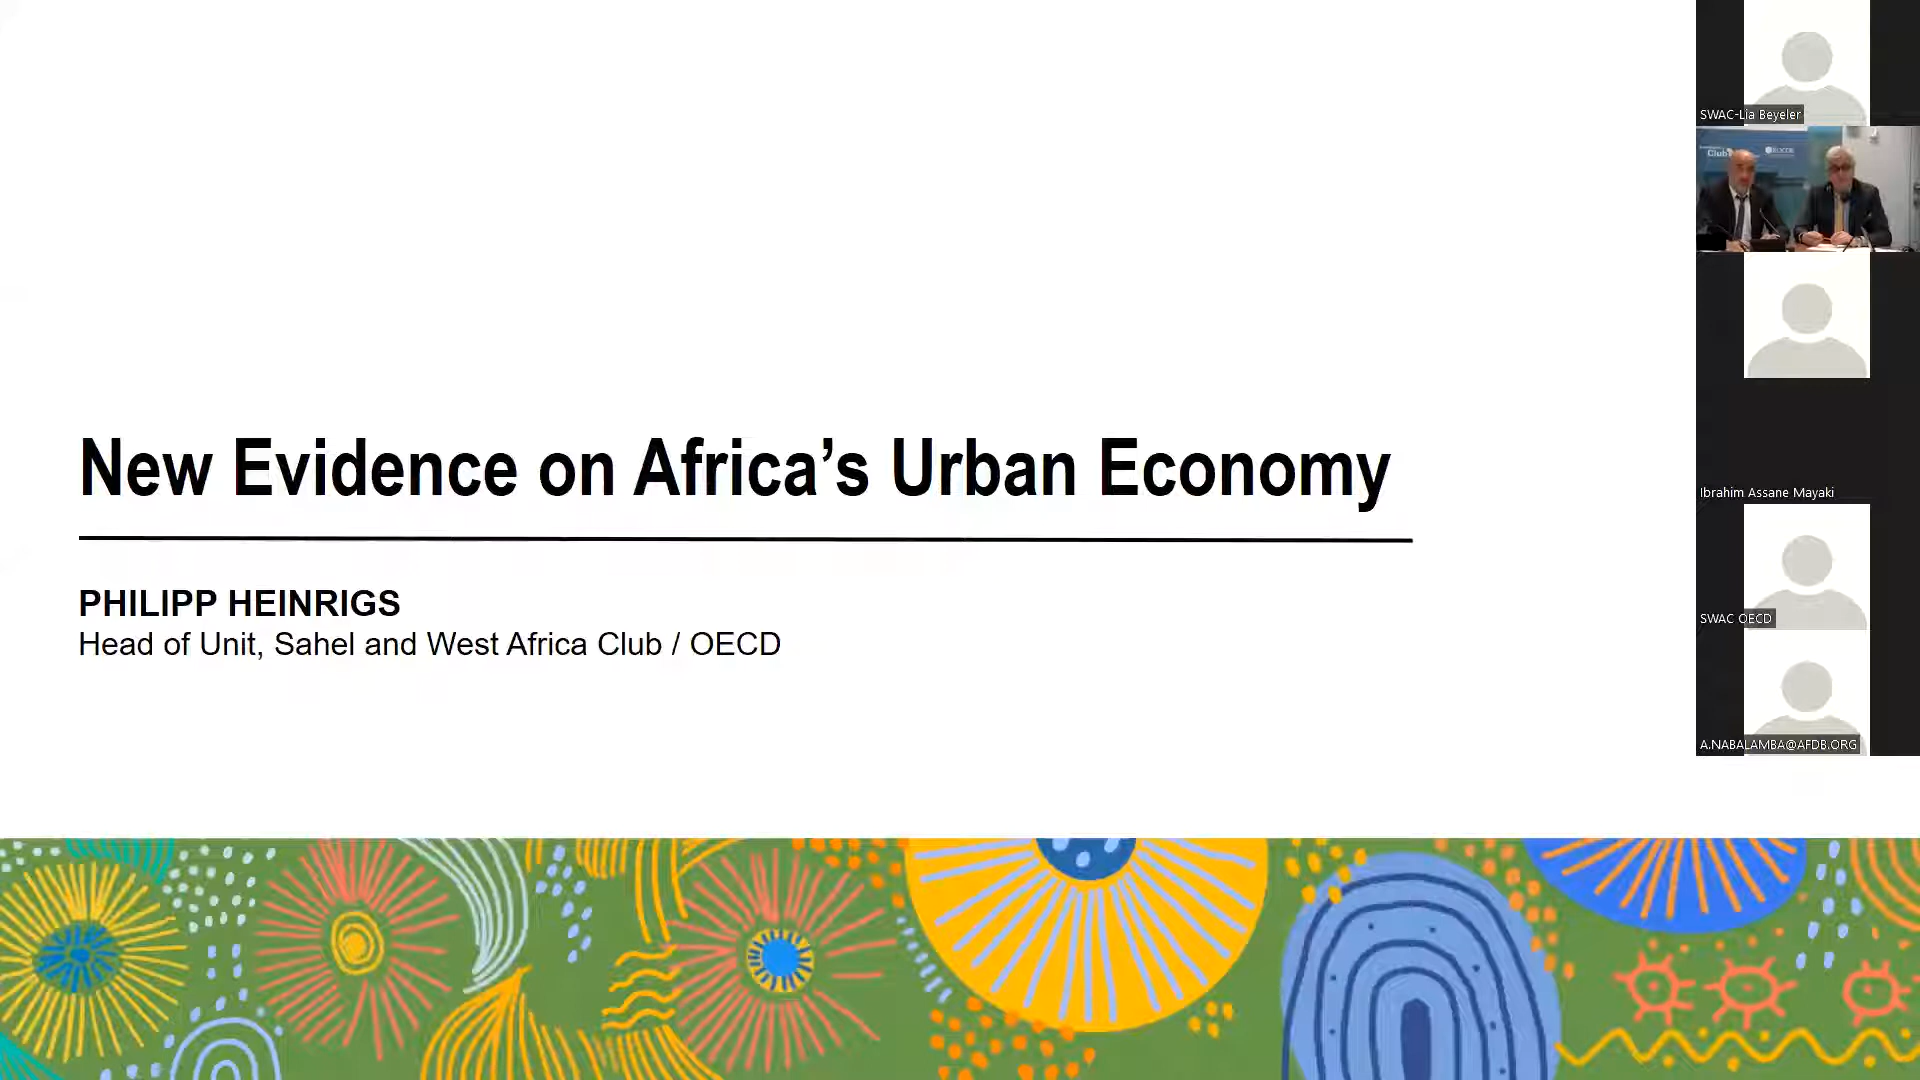 New Evidence on Africa’s Urban Economy
PHILIPP HEINRIGS
Head of Unit, Sahel and West Africa Club / OECD
SWAC-Lia Beyeler
Club
Ibrahim Assane Mayaki
SWAC OECD
A.NABALAMBA@AFDB.ORG